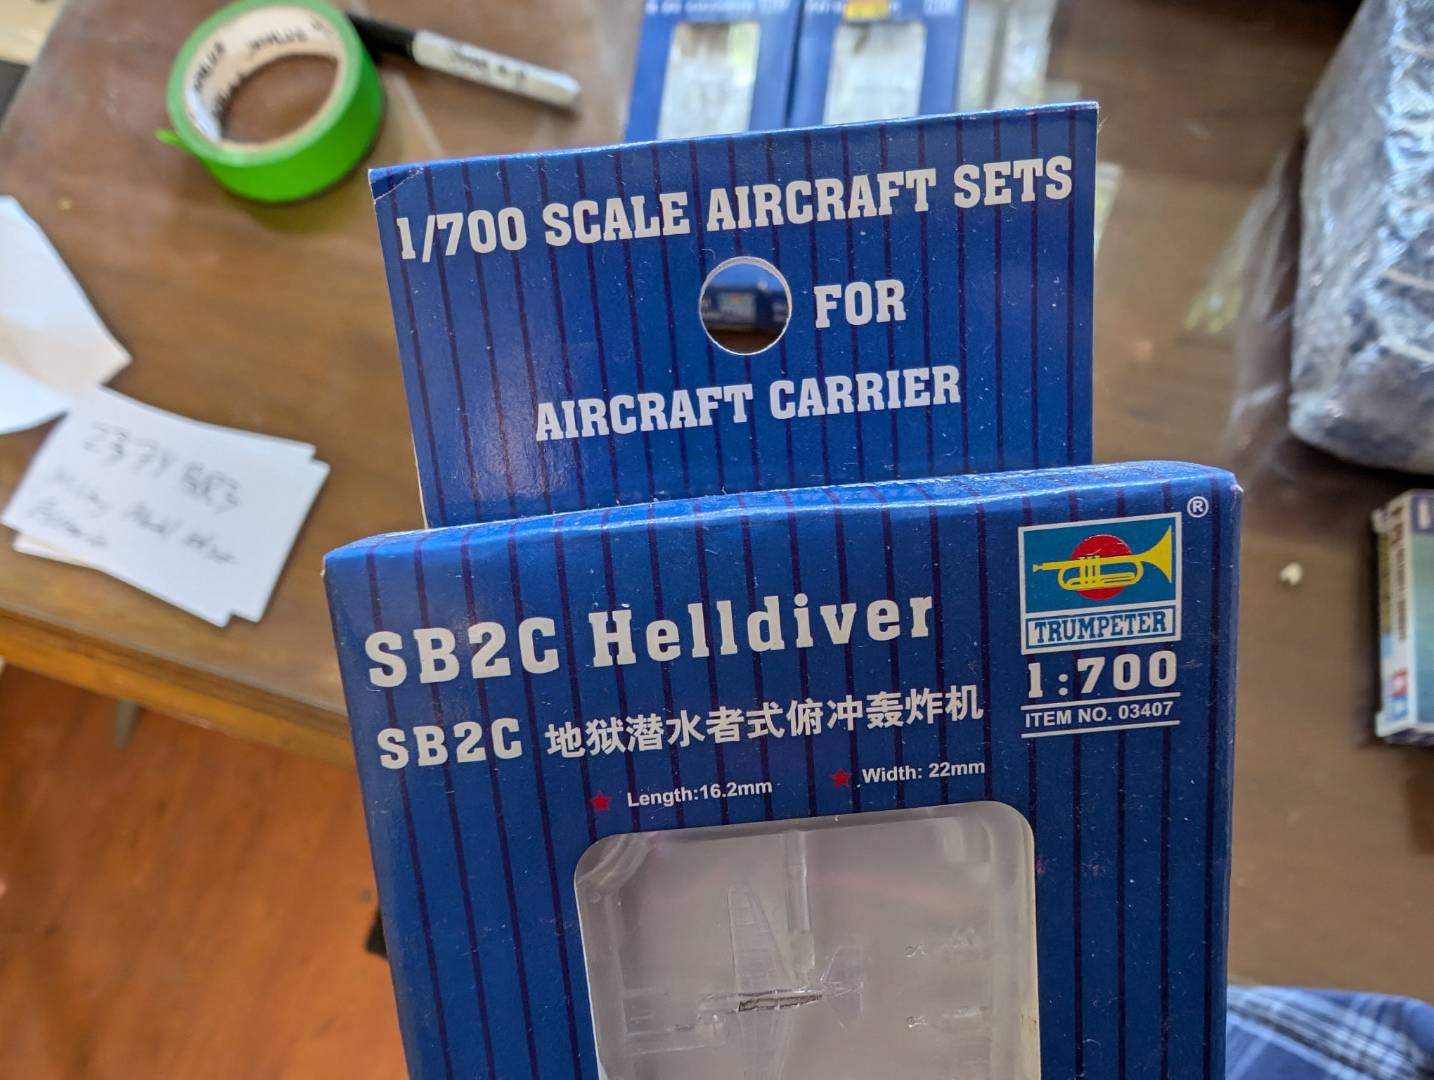 1/700 SCALE AIRCRAFT SETS
FOR
AIRCRAFT CARRIER
®
TRUMPETER
SB2C Helldiver
1:700
SB2C 地狱潜水者式俯冲轰炸机
ITEM NO. 03407
Length:16.2mm
Width: 22mm